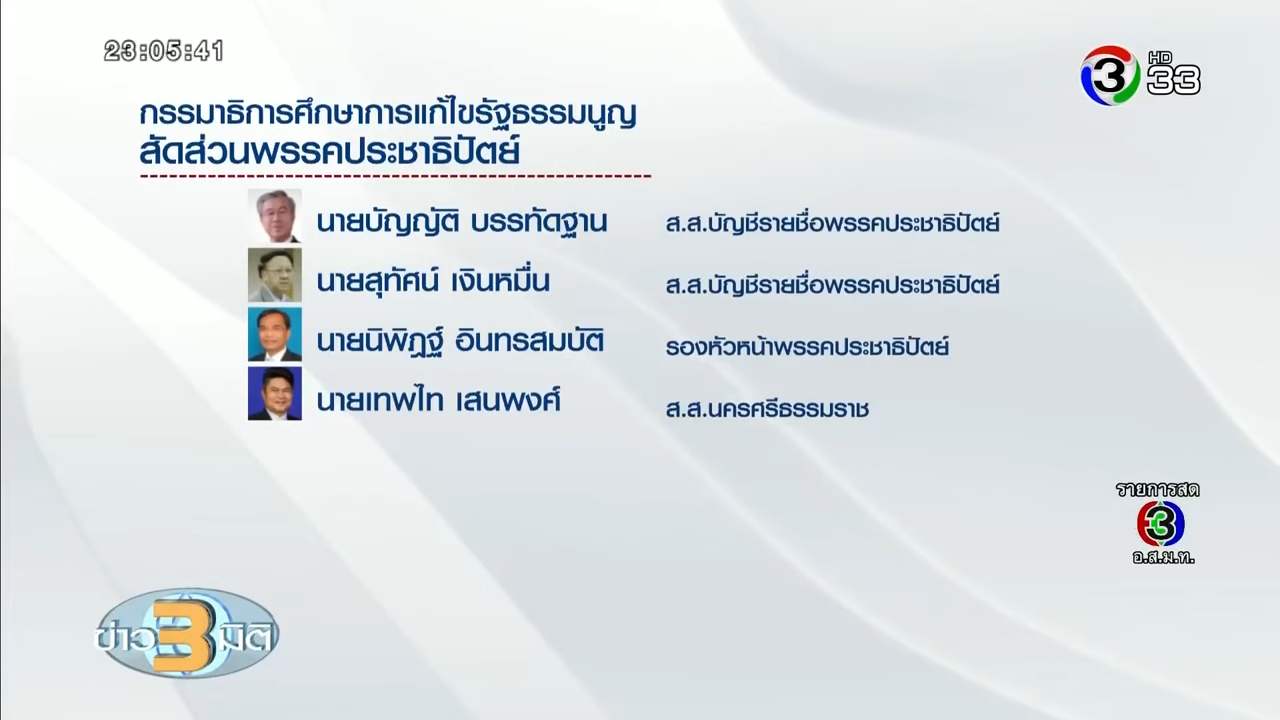 23:05:41
3 HD 33
กรรมาธิการศึกษาการแก้ไขรัฐธรรมนูญ
สัดส่วนพรรคประชาธิปัตย์
นายบัญญัติ บรรทัดฐาน ส.ส.บัญชีรายชื่อพรรคประชาธิปัตย์
นายสุทัศน์ เงินหมื่น ส.ส.บัญชีรายชื่อพรรคประชาธิปัตย์
นายนิพิฏฐ์ อินทรสมบัติ รองหัวหน้าพรรคประชาธิปัตย์
นายเทพไท เสนพงศ์ ส.ส.นครศรีธรรมราช
รายการสด
3
อ.ส.ม.ท.
ข่าว 3 มิติ